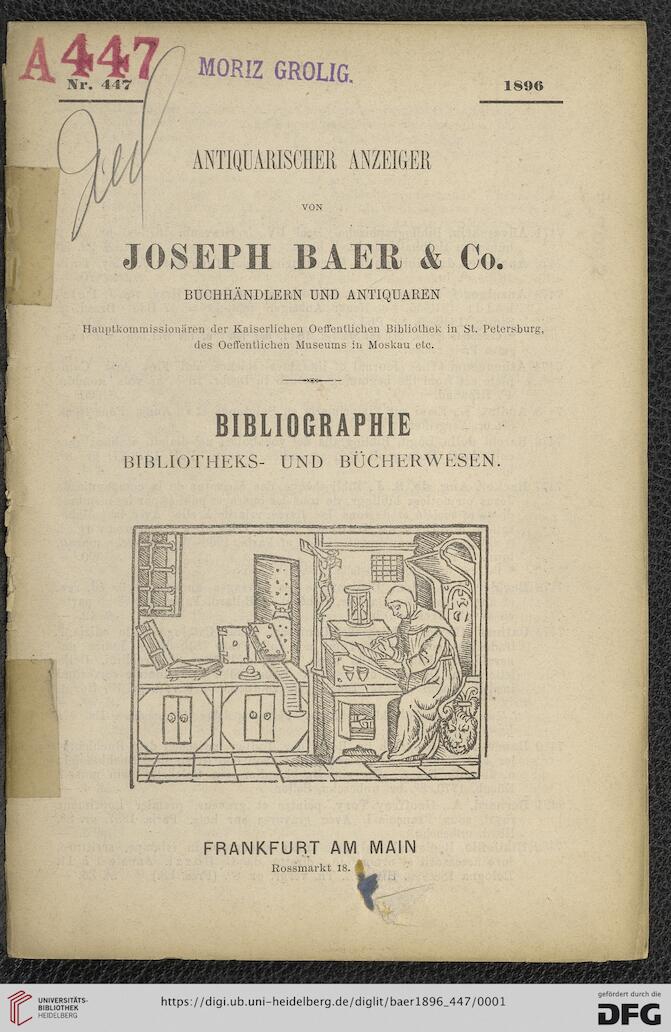 A447
MORIZ GROLIG.
Nr. 447
1896
ANTIQUARISCHER ANZEIGER
VON
JOSEPH BAER & Co.
BUCHHÄNDLERN UND ANTIQUAREN
Hauptkommissionären der Kaiserlichen Oeffentlichen Bibliothek in St. Petersburg,
des Oeffentlichen Museums in Moskau etc.
BIBLIOGRAPHIE
BIBLIOTHEKS- UND BÜCHERWESEN.
FRANKFURT AM MAIN
Rossmarkt 18.
UNIVERSITÄTS-
BIBLIOTHEK
HEIDELBERG
https://digi.ub.uni-heidelberg.de/diglit/baer1896_447/0001
gefördert durch die
DFG